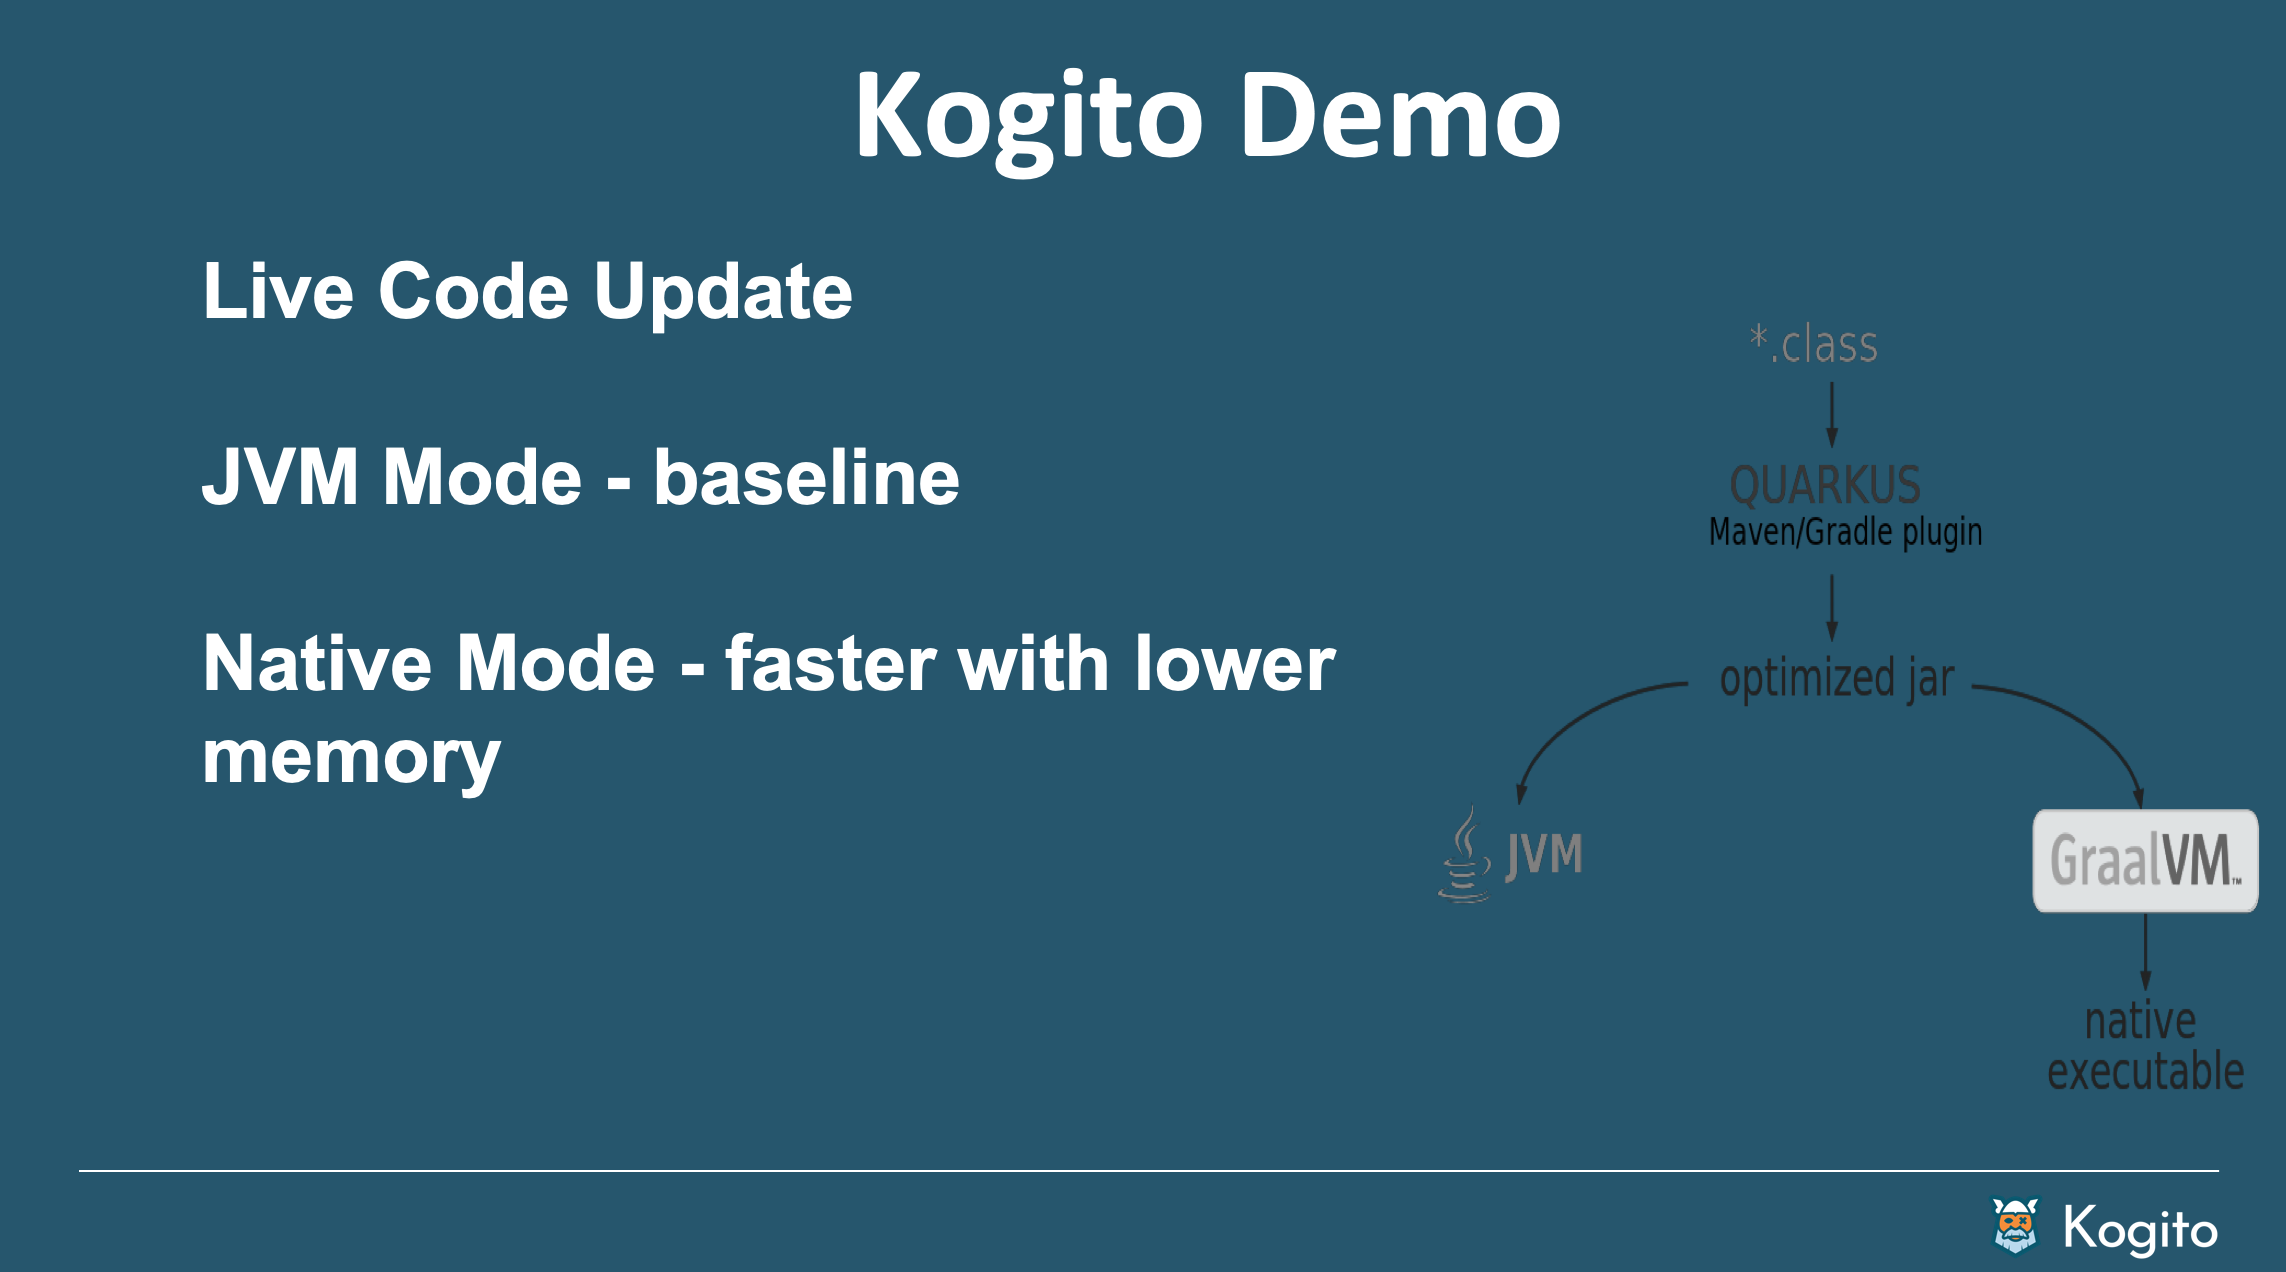 Kogito Demo
Live Code Update
JVM Mode - baseline
Native Mode - faster with lower
memory
*.class
QUARKUS
Maven/Gradle plugin
optimized jar
JVM
GraalVM™
native
executable
Kogito